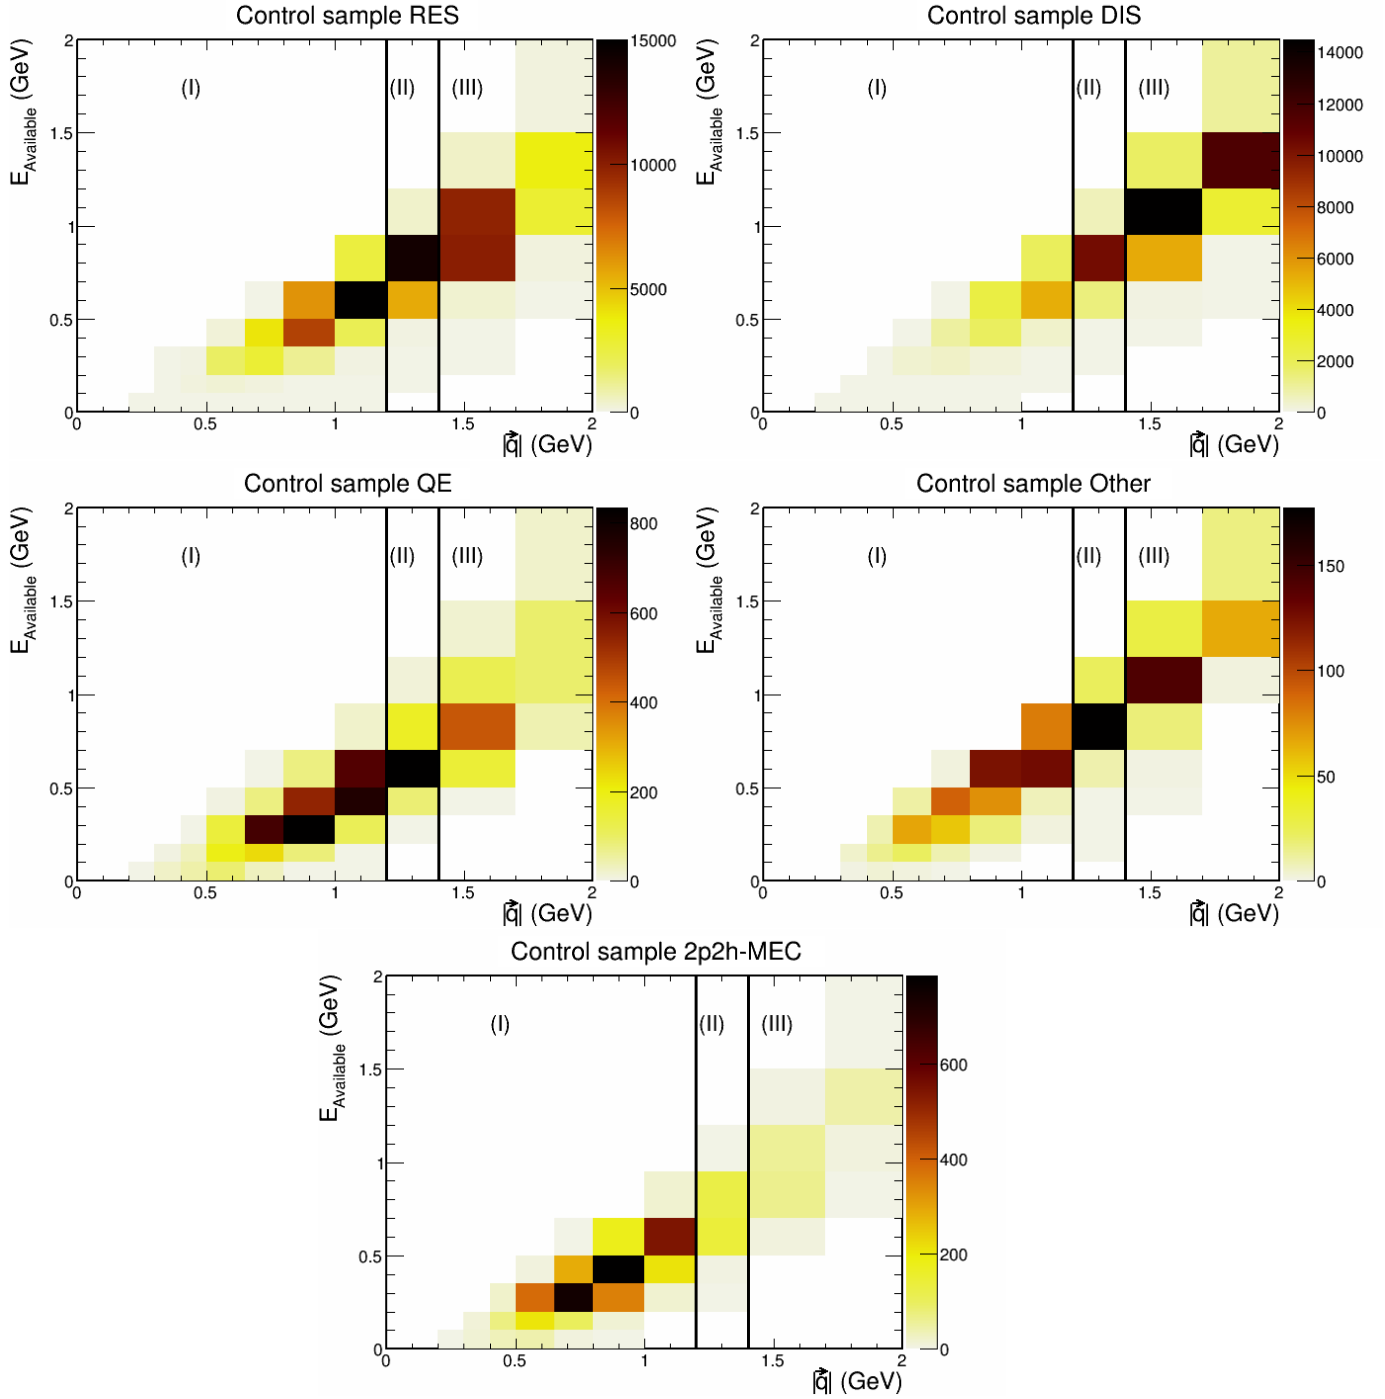 Control sample RES
E_Available (GeV)
2
1.5
1
0.5
0
(I)
(II)
(III)
15000
10000
5000
0
0 0.5 1 1.5 2
|q⃗| (GeV)
Control sample DIS
E_Available (GeV)
2
1.5
1
0.5
0
(I)
(II)
(III)
14000
12000
10000
8000
6000
4000
2000
0
0 0.5 1 1.5 2
|q⃗| (GeV)
Control sample QE
E_Available (GeV)
2
1.5
1
0.5
0
(I)
(II)
(III)
800
600
400
200
0
0 0.5 1 1.5 2
|q⃗| (GeV)
Control sample Other
E_Available (GeV)
2
1.5
1
0.5
0
(I)
(II)
(III)
150
100
50
0
0 0.5 1 1.5 2
|q⃗| (GeV)
Control sample 2p2h-MEC
E_Available (GeV)
2
1.5
1
0.5
0
(I)
(II)
(III)
600
400
200
0
0 0.5 1 1.5 2
|q⃗| (GeV)